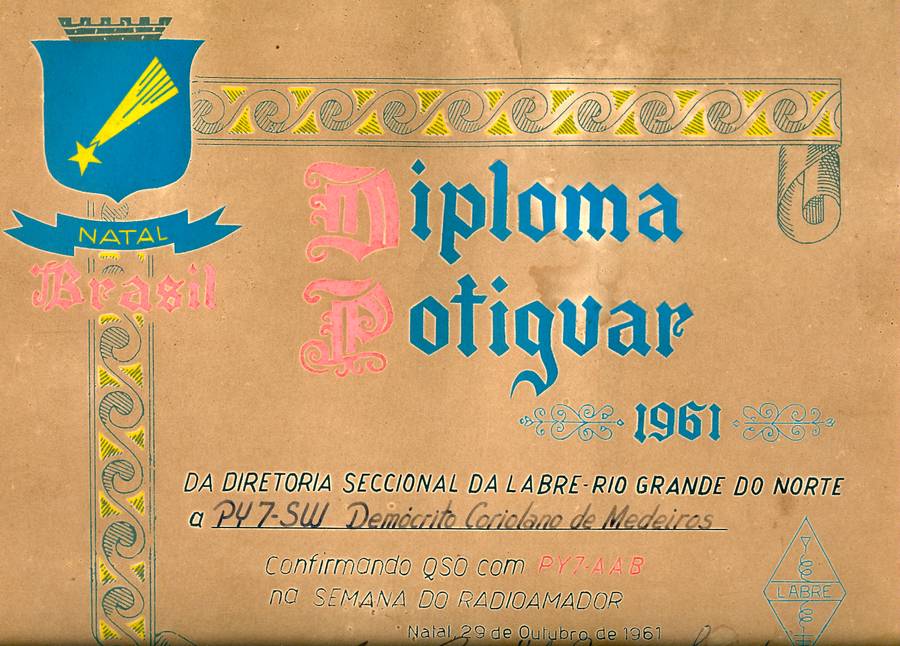 NATAL
Brasil
Diploma
Potiguar
1961
DA DIRETORIA SECCIONAL DA LABRE-RIO GRANDE DO NORTE
a PY7-SW Demócrito Coriolano de Medeiros
Confirmando QSO com PY7-AAB
na SEMANA DO RADIOAMADOR
LABRE
Natal, 29 de Outubro de 1961